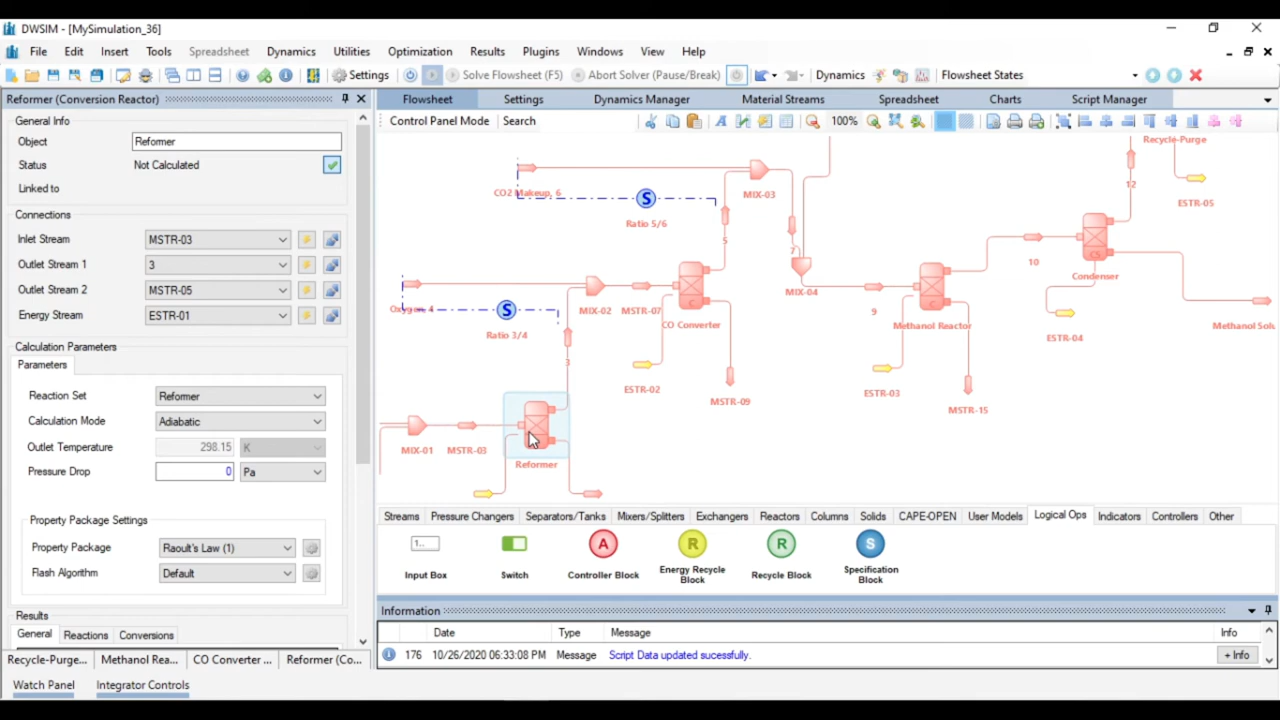 DWSIM - [MySimulation_36]
File Edit Insert Tools Spreadsheet Dynamics Utilities Optimization Results Plugins Windows View Help
Settings Solve Flowsheet (F5) Abort Solver (Pause/Break) Dynamics Flowsheet States
Reformer (Conversion Reactor)
General Info
Object Reformer
Status Not Calculated
Linked to
Connections
Inlet Stream MSTR-03
Outlet Stream 1 3
Outlet Stream 2 MSTR-05
Energy Stream ESTR-01
Calculation Parameters
Parameters
Reaction Set Reformer
Calculation Mode Adiabatic
Outlet Temperature 298.15 K
Pressure Drop 0 Pa
Property Package Settings
Property Package Raoult's Law (1)
Flash Algorithm Default
Results
General Reactions Conversions
Recycle-Purge... Methanol Rea... CO Converter ... Reformer (Co...
Watch Panel Integrator Controls
Flowsheet Settings Dynamics Manager Material Streams Spreadsheet Charts Script Manager
Control Panel Mode Search 100%
Recycle-Purge
12
ESTR-05
CO2 Makeup, 6
MIX-03
Ratio 5/6
5
7
MIX-04
C
CS
10
Condenser
Oxygen, 4
MIX-02
MSTR-07
C
CO Converter
9
Methanol Reactor
ESTR-04
Methanol Solu
Ratio 3/4
3
ESTR-02
MSTR-09
ESTR-03
MSTR-15
MIX-01
MSTR-03
Reformer
Streams Pressure Changers Separators/Tanks Mixers/Splitters Exchangers Reactors Columns Solids CAPE-OPEN User Models Logical Ops Indicators Controllers Other
1..
A
R
R
S
Input Box
Switch
Controller Block
Energy Recycle
Block
Recycle Block
Specification
Block
Information
Date Type Message Info
176 10/26/2020 06:33:08 PM Message Script Data updated sucessfully. + Info